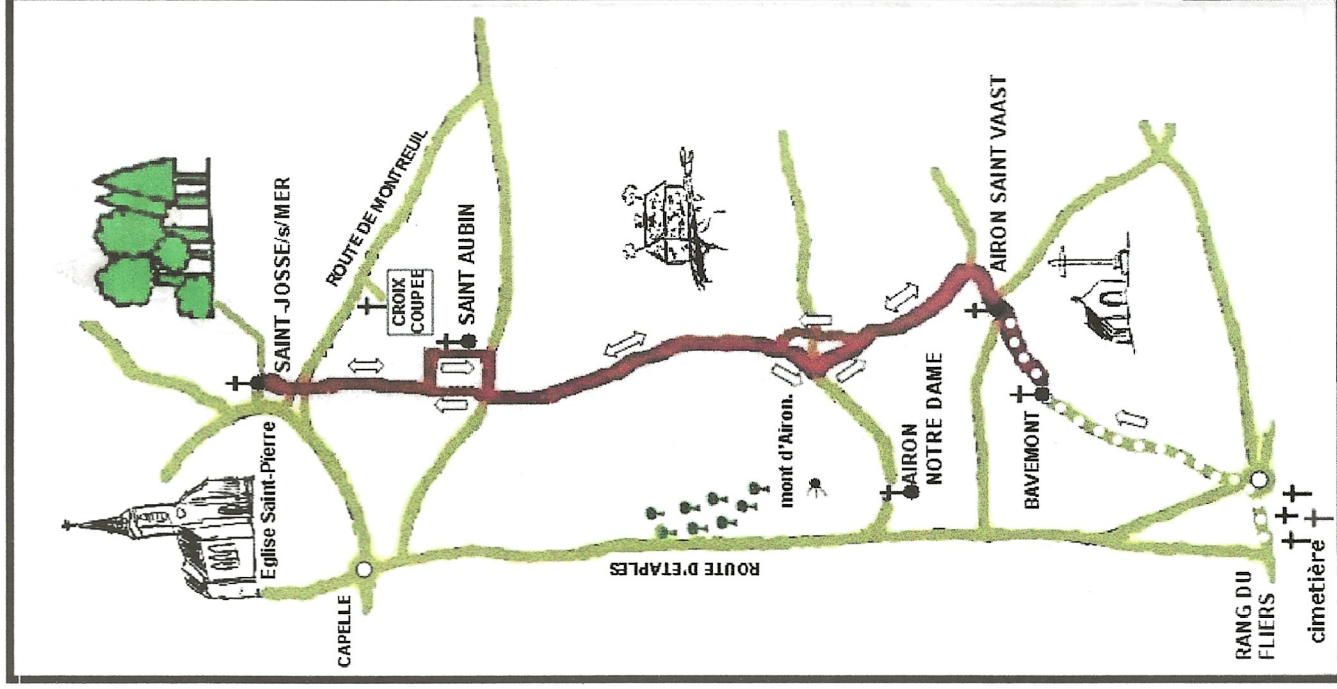 Eglise Saint-Pierre
SAINT-JOSSE/s/MER
ROUTE DE MONTREUIL
CAPELLE
CROIX
COUPEE
SAINT AUBIN
ROUTE D'ETAPLES
mont d'Airon.
AIRON
NOTRE DAME
AIRON SAINT VAAST
BAVEMONT
RANG DU
FLIERS
cimetière